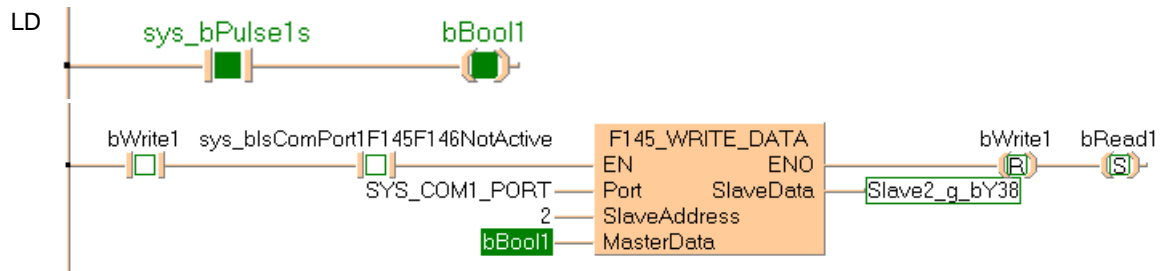 LD
sys_bPulse1s bBool1
bWrite1 sys_bIsComPort1F145F146NotActive F145_WRITE_DATA bWrite1 bRead1
EN ENO R S
SYS_COM1_PORT Port SlaveData Slave2_g_bY38
2 SlaveAddress
bBool1 MasterData